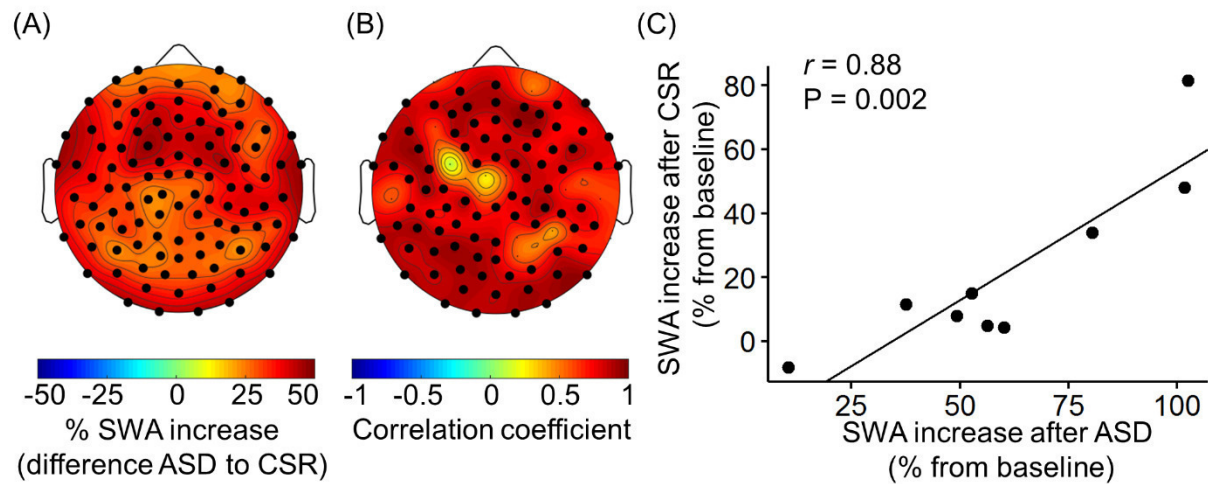 (A)
-50 -25 0 25 50
% SWA increase
(difference ASD to CSR)
(B)
-1 -0.5 0 0.5 1
Correlation coefficient
(C)
r = 0.88
P = 0.002
SWA increase after CSR
(% from baseline)
80
60
40
20
0
25 50 75 100
SWA increase after ASD
(% from baseline)